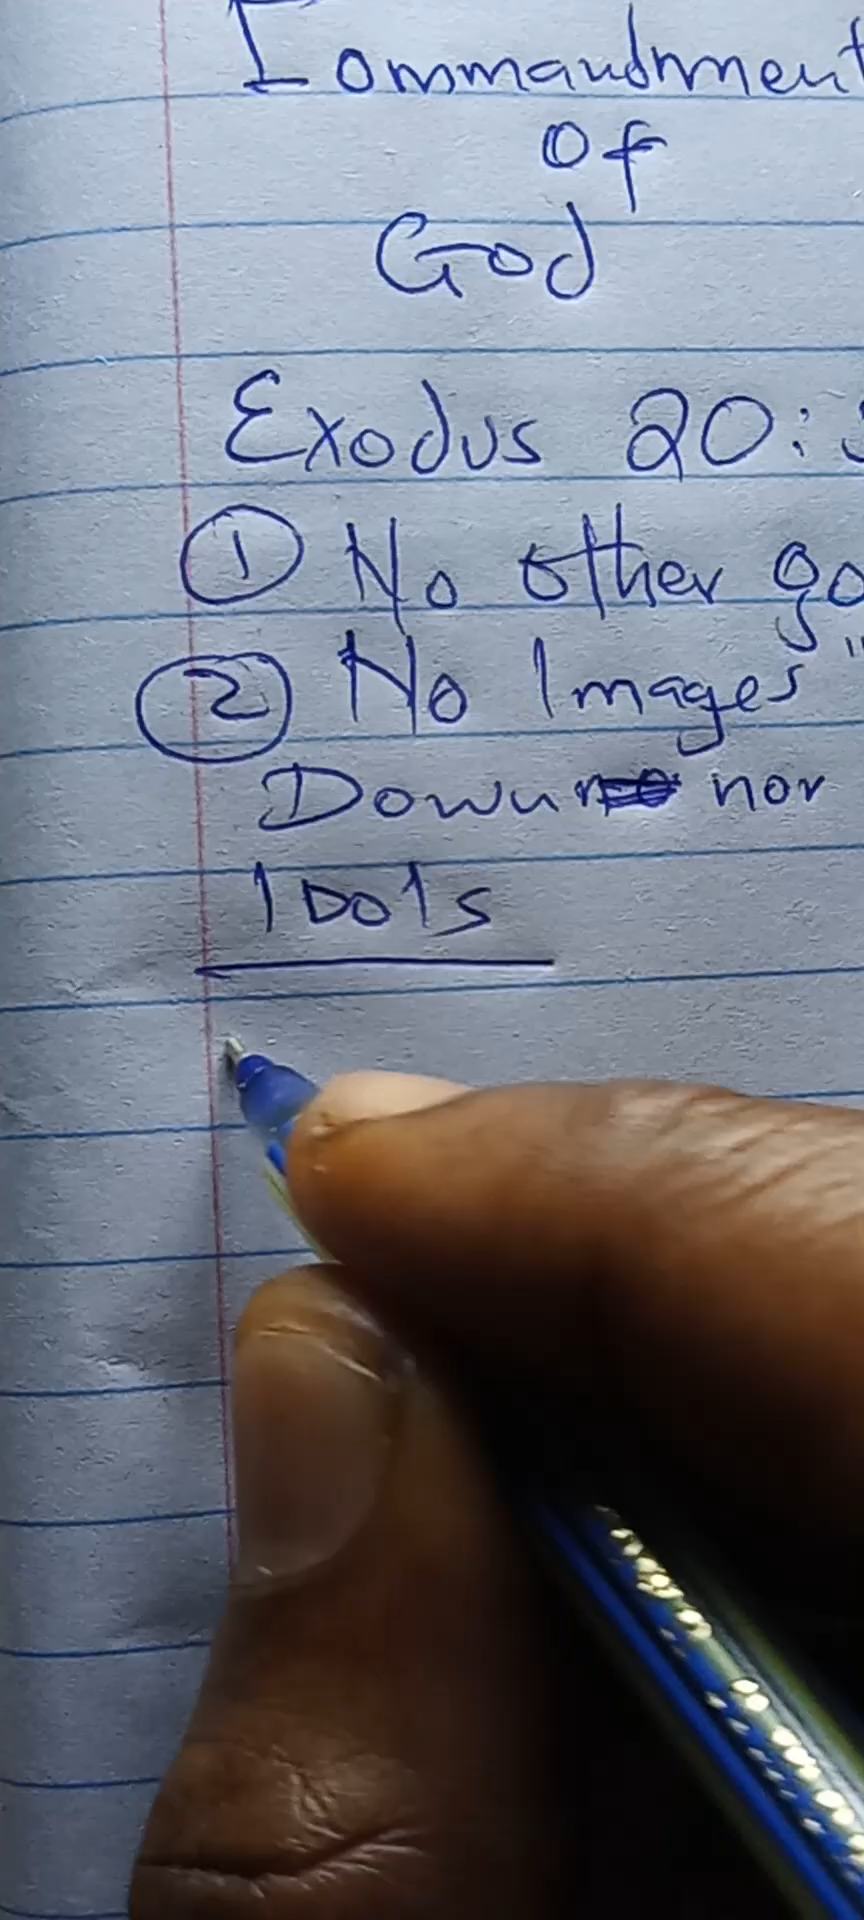 Commandment
Of
God
Exodus 20:
① No other go
② No Images "
Down nor
Idols